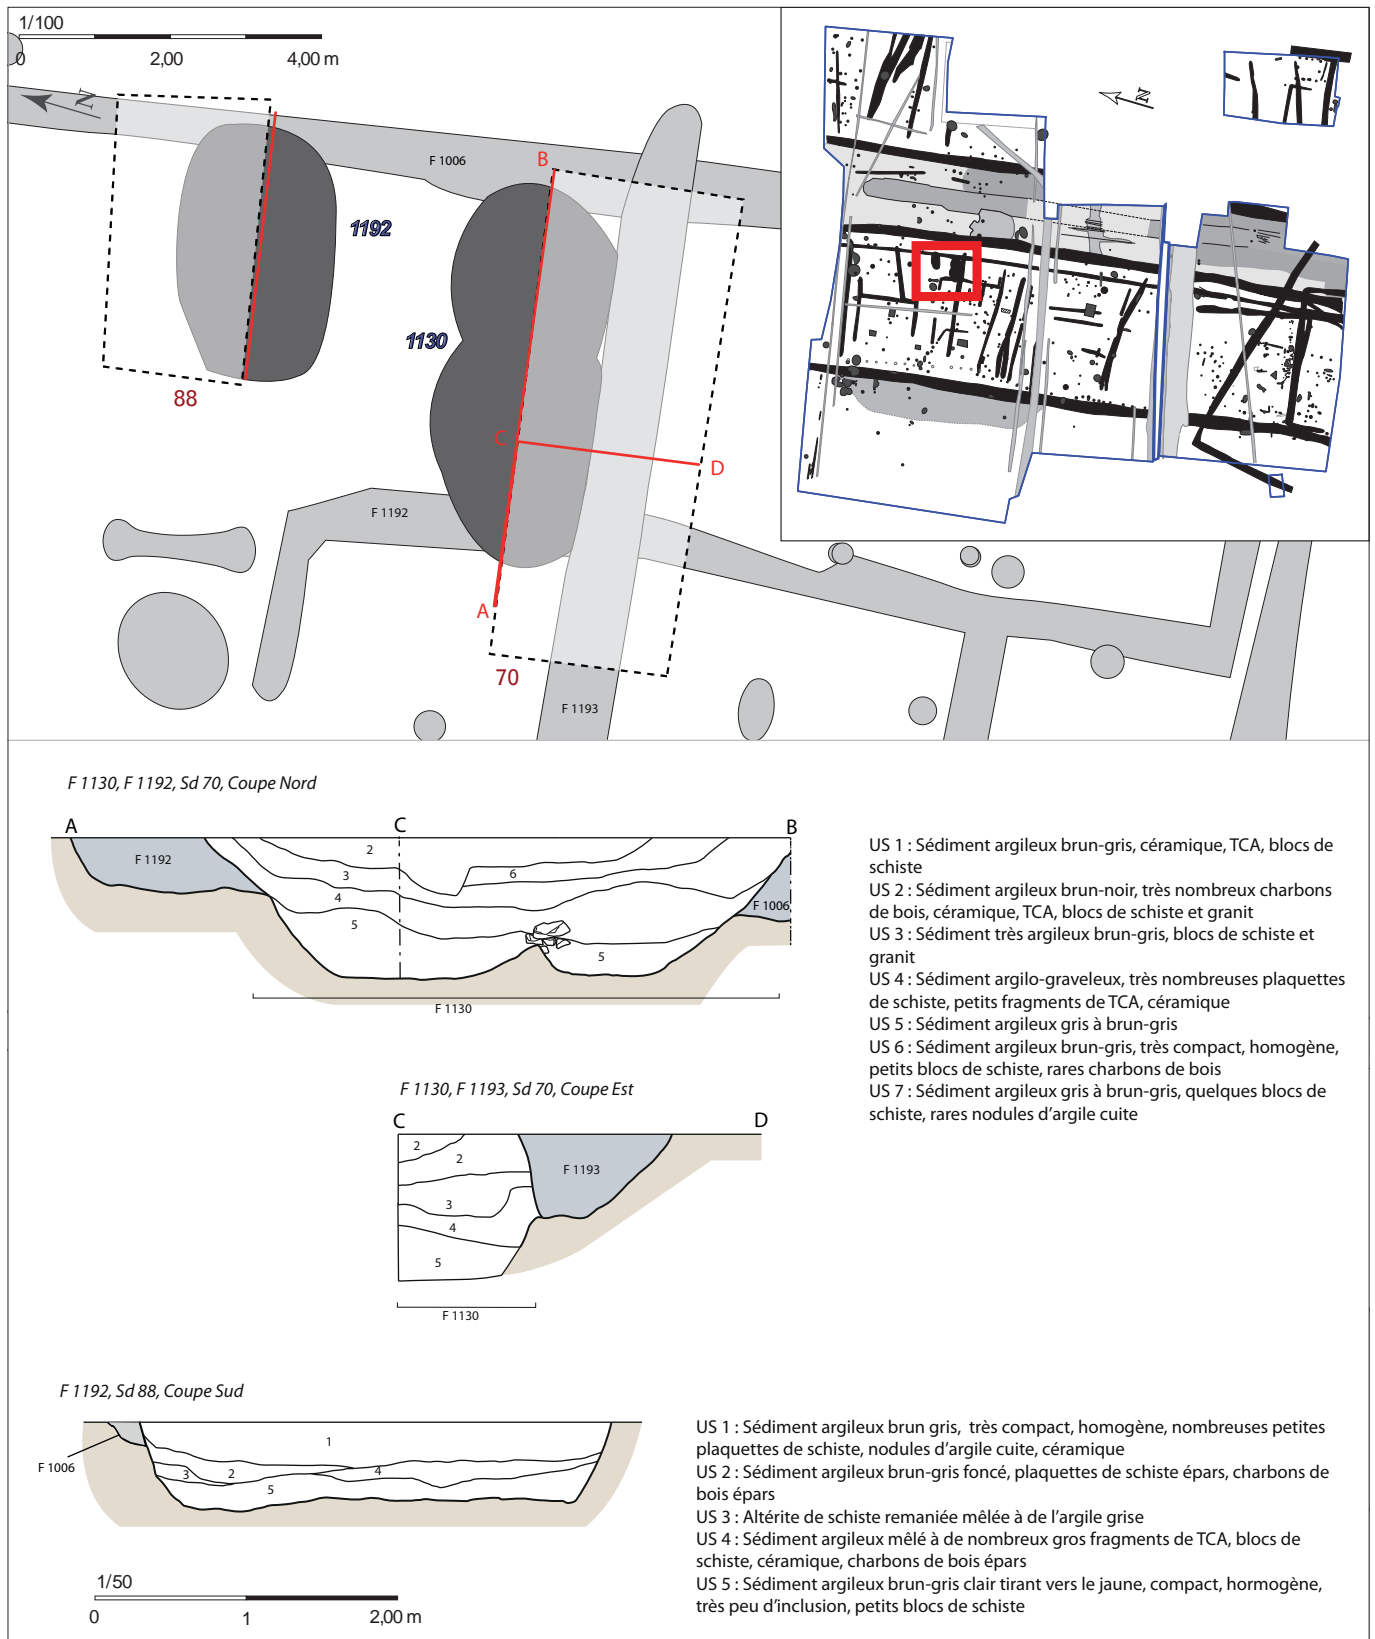 1/100
0
2,00
4,00 m
N
N
F 1006
B
1192
1130
88
C
D
F 1192
A
70
F 1193
F 1130, F 1192, Sd 70, Coupe Nord
A
C
B
F 1192
2
3
6
4
5
F 1006
5
F 1130
US 1 : Sédiment argileux brun-gris, céramique, TCA, blocs de
schiste
US 2 : Sédiment argileux brun-noir, très nombreux charbons
de bois, céramique, TCA, blocs de schiste et granit
US 3 : Sédiment très argileux brun-gris, blocs de schiste et
granit
US 4 : Sédiment argilo-graveleux, très nombreuses plaquettes
de schiste, petits fragments de TCA, céramique
US 5 : Sédiment argileux gris à brun-gris
US 6 : Sédiment argileux brun-gris, très compact, homogène,
petits blocs de schiste, rares charbons de bois
US 7 : Sédiment argileux gris à brun-gris, quelques blocs de
schiste, rares nodules d'argile cuite
F 1130, F 1193, Sd 70, Coupe Est
C
D
2
2
F 1193
3
4
5
F 1130
F 1192, Sd 88, Coupe Sud
1
F 1006
3
2
4
5
US 1 : Sédiment argileux brun gris, très compact, homogène, nombreuses petites
plaquettes de schiste, nodules d'argile cuite, céramique
US 2 : Sédiment argileux brun-gris foncé, plaquettes de schiste épars, charbons de
bois épars
US 3 : Altérite de schiste remaniée mêlée à de l'argile grise
US 4 : Sédiment argileux mêlé à de nombreux gros fragments de TCA, blocs de
schiste, céramique, charbons de bois épars
US 5 : Sédiment argileux brun-gris clair tirant vers le jaune, compact, hormogène,
très peu d'inclusion, petits blocs de schiste
1/50
0
1
2,00 m